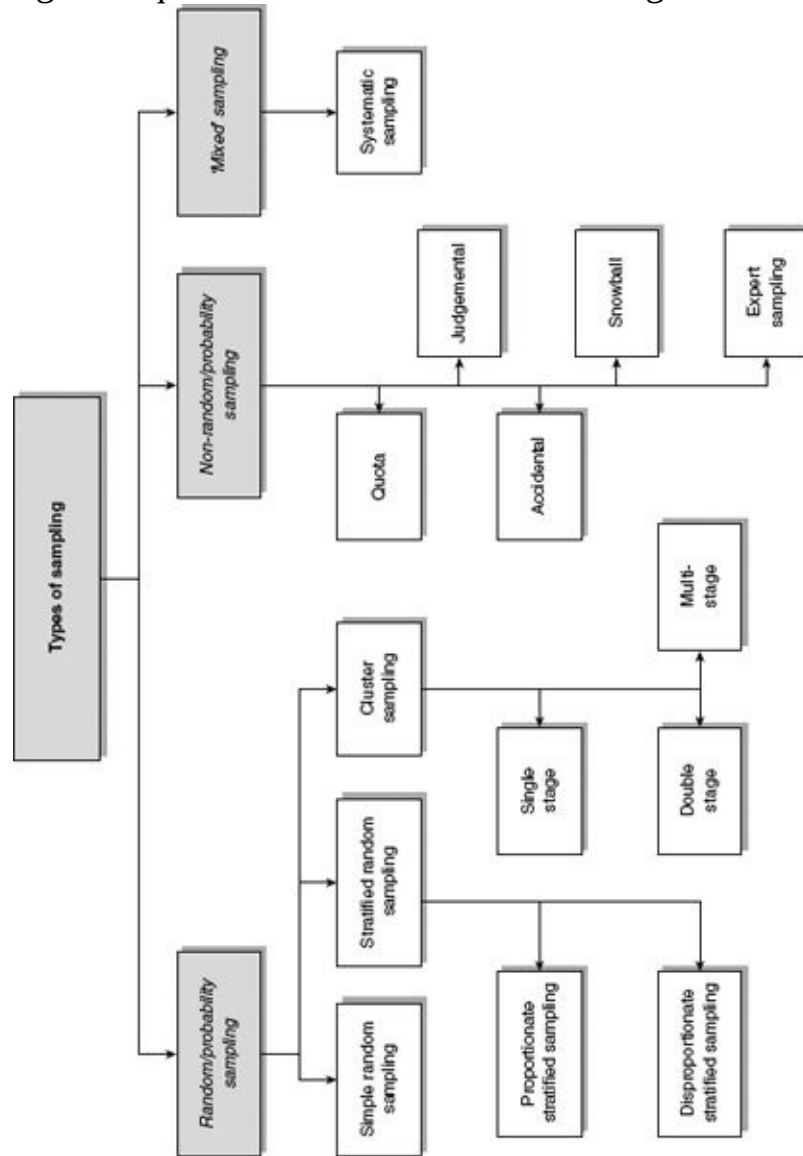 Types of sampling
Random/probability
sampling
Non-random/probability
sampling
'Mixed' sampling
Simple random
sampling
Stratified random
sampling
Cluster
sampling
Systematic
sampling
Proportionate
stratified sampling
Disproportionate
stratified sampling
Single
stage
Double
stage
Multi-
stage
Quota
Judgemental
Accidental
Snowball
Expert
sampling